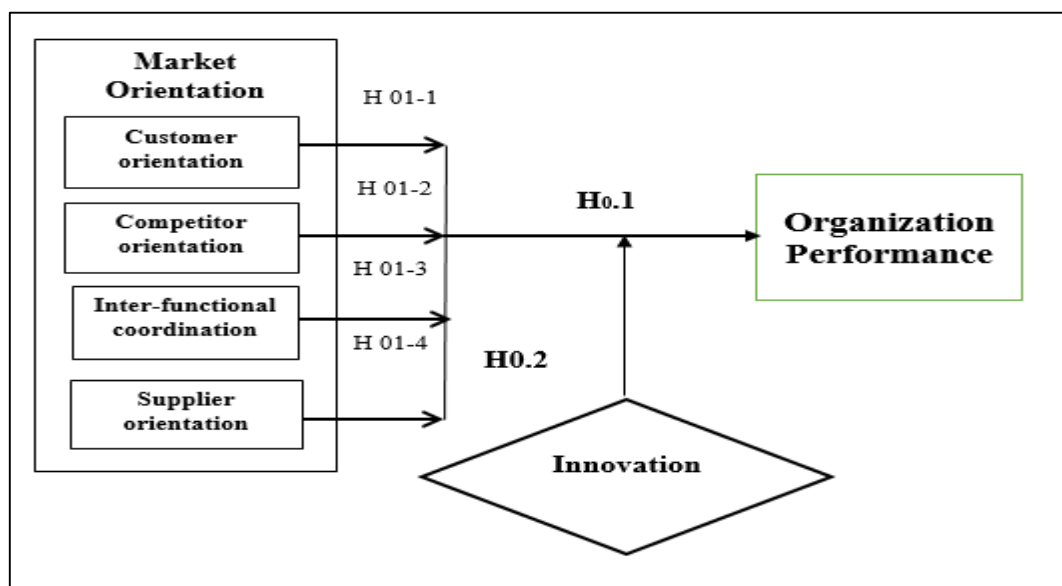 Market
Orientation
H 01-1
Customer
orientation
H 01-2
Competitor
orientation
H 01-3
Inter-functional
coordination
H 01-4
Supplier
orientation
H0.1
H0.2
Innovation
Organization
Performance